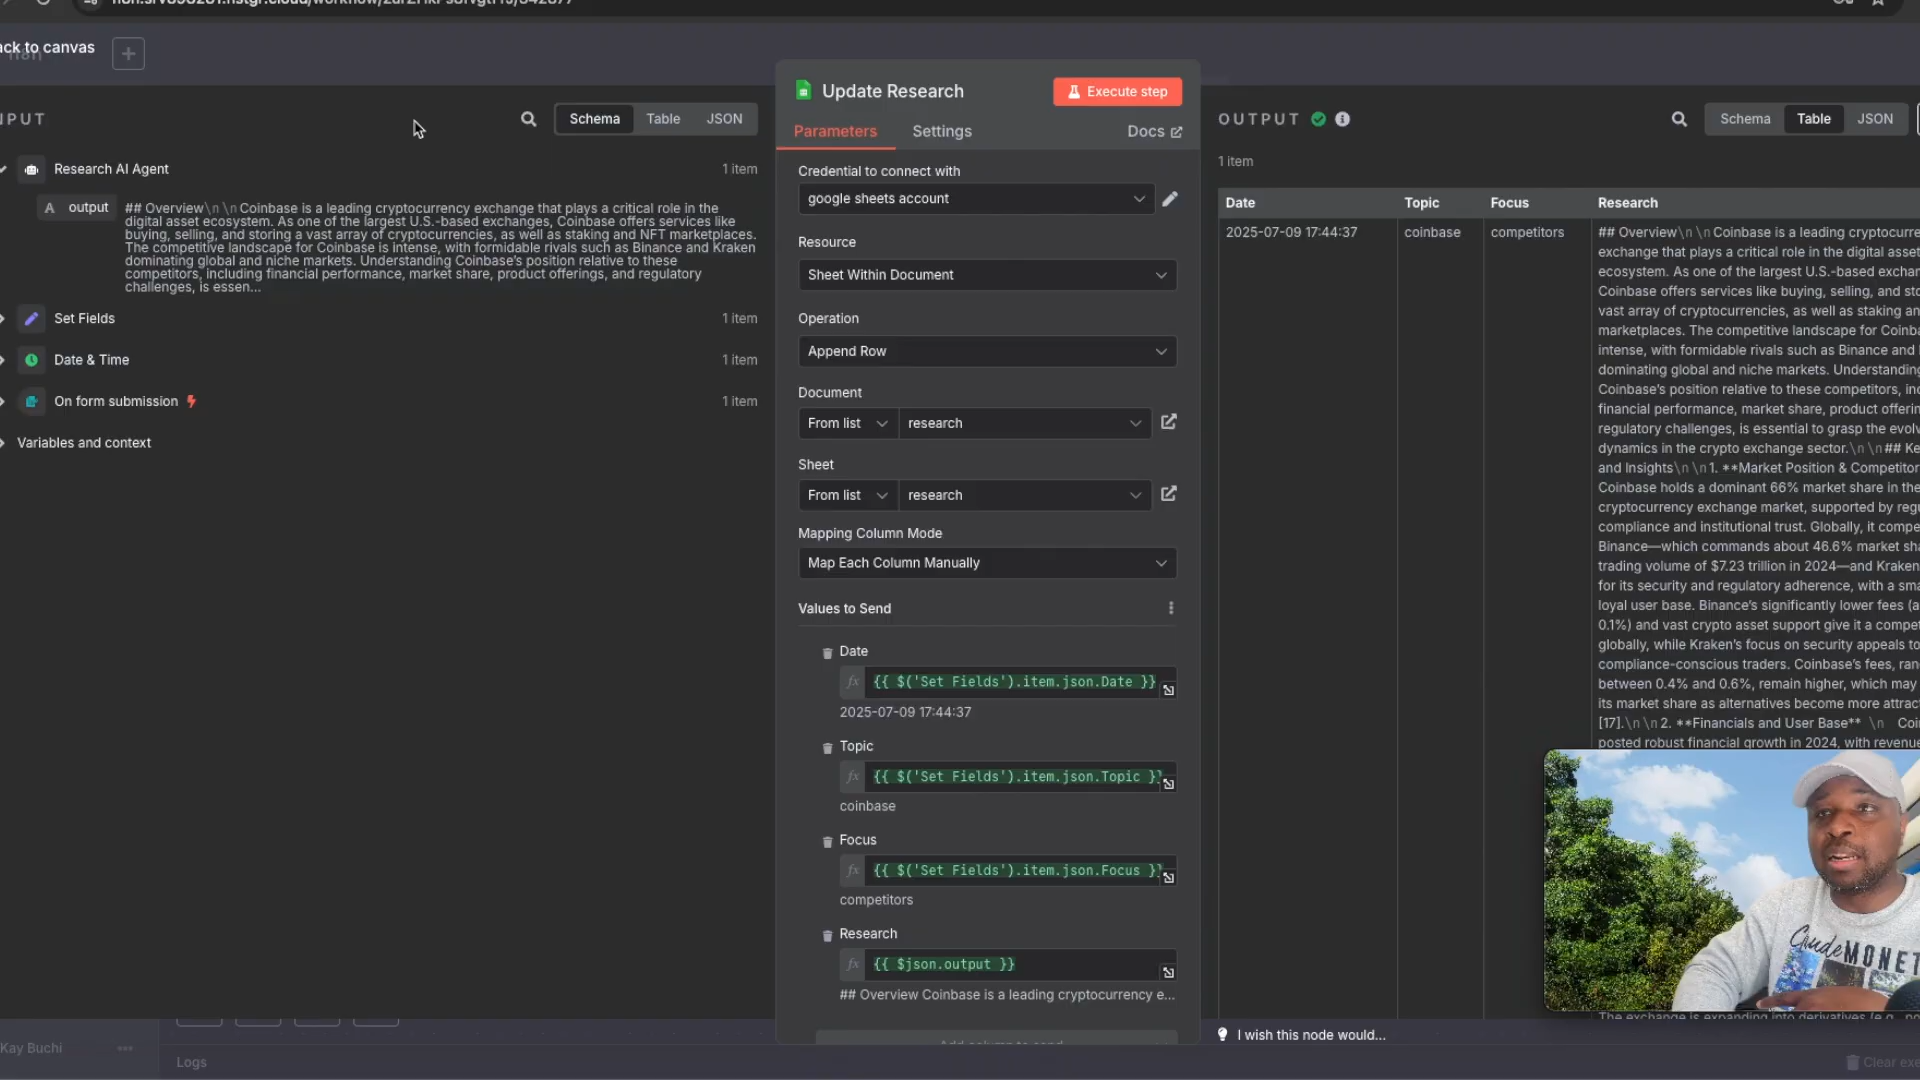 ack to canvas
NPUT
Schema
Table
JSON
Research AI Agent
1 item
A output
## Overview\n\nCoinbase is a leading cryptocurrency exchange that plays a critical role in the
digital asset ecosystem. As one of the largest U.S.-based exchanges, Coinbase offers services like
buying, selling, and storing a vast array of cryptocurrencies, as well as staking and NFT marketplaces.
The competitive landscape for Coinbase is intense, with formidable rivals such as Binance and Kraken
dominating global and niche markets. Understanding Coinbase's position relative to these
competitors, including financial performance, market share, product offerings, and regulatory
challenges, is essen...
Set Fields
1 item
Date & Time
1 item
On form submission
1 item
Variables and context
Update Research
Execute step
Parameters
Settings
Docs
Credential to connect with
google sheets account
Resource
Sheet Within Document
Operation
Append Row
Document
From list
research
Sheet
From list
research
Mapping Column Mode
Map Each Column Manually
Values to Send
Date
fx {{ $('Set Fields').item.json.Date }}
2025-07-09 17:44:37
Topic
fx {{ $('Set Fields').item.json.Topic }}
coinbase
Focus
fx {{ $('Set Fields').item.json.Focus }}
competitors
Research
fx {{ $json.output }}
## Overview Coinbase is a leading cryptocurrency e...
OUTPUT
Schema
Table
JSON
1 item
Date Topic Focus Research
2025-07-09 17:44:37 coinbase competitors
## Overview\n\nCoinbase is a leading cryptocurre
exchange that plays a critical role in the digital asset
ecosystem. As one of the largest U.S.-based exchan
Coinbase offers services like buying, selling, and sto
vast array of cryptocurrencies, as well as staking an
marketplaces. The competitive landscape for Coinba
intense, with formidable rivals such as Binance and
dominating global and niche markets. Understanding
Coinbase's position relative to these competitors, inc
financial performance, market share, product offerin
regulatory challenges, is essential to grasp the evolv
dynamics in the crypto exchange sector.\n\n## Ke
and Insights\n\n1. **Market Position & Competitor
Coinbase holds a dominant 66% market share in the
cryptocurrency exchange market, supported by regu
compliance and institutional trust. Globally, it compe
Binance—which commands about 46.6% market sha
trading volume of $7.23 trillion in 2024—and Kraken
for its security and regulatory adherence, with a sma
loyal user base. Binance's significantly lower fees (a
0.1%) and vast crypto asset support give it a compet
globally, while Kraken's focus on security appeals to
compliance-conscious traders. Coinbase's fees, ran
between 0.4% and 0.6%, remain higher, which may
its market share as alternatives become more attract
[17].\n\n2. **Financials and User Base** \n Coin
posted robust financial growth in 2024, with revenue
Claude MONET
I wish this node would...
Kay Buchi
Logs
Clear exe